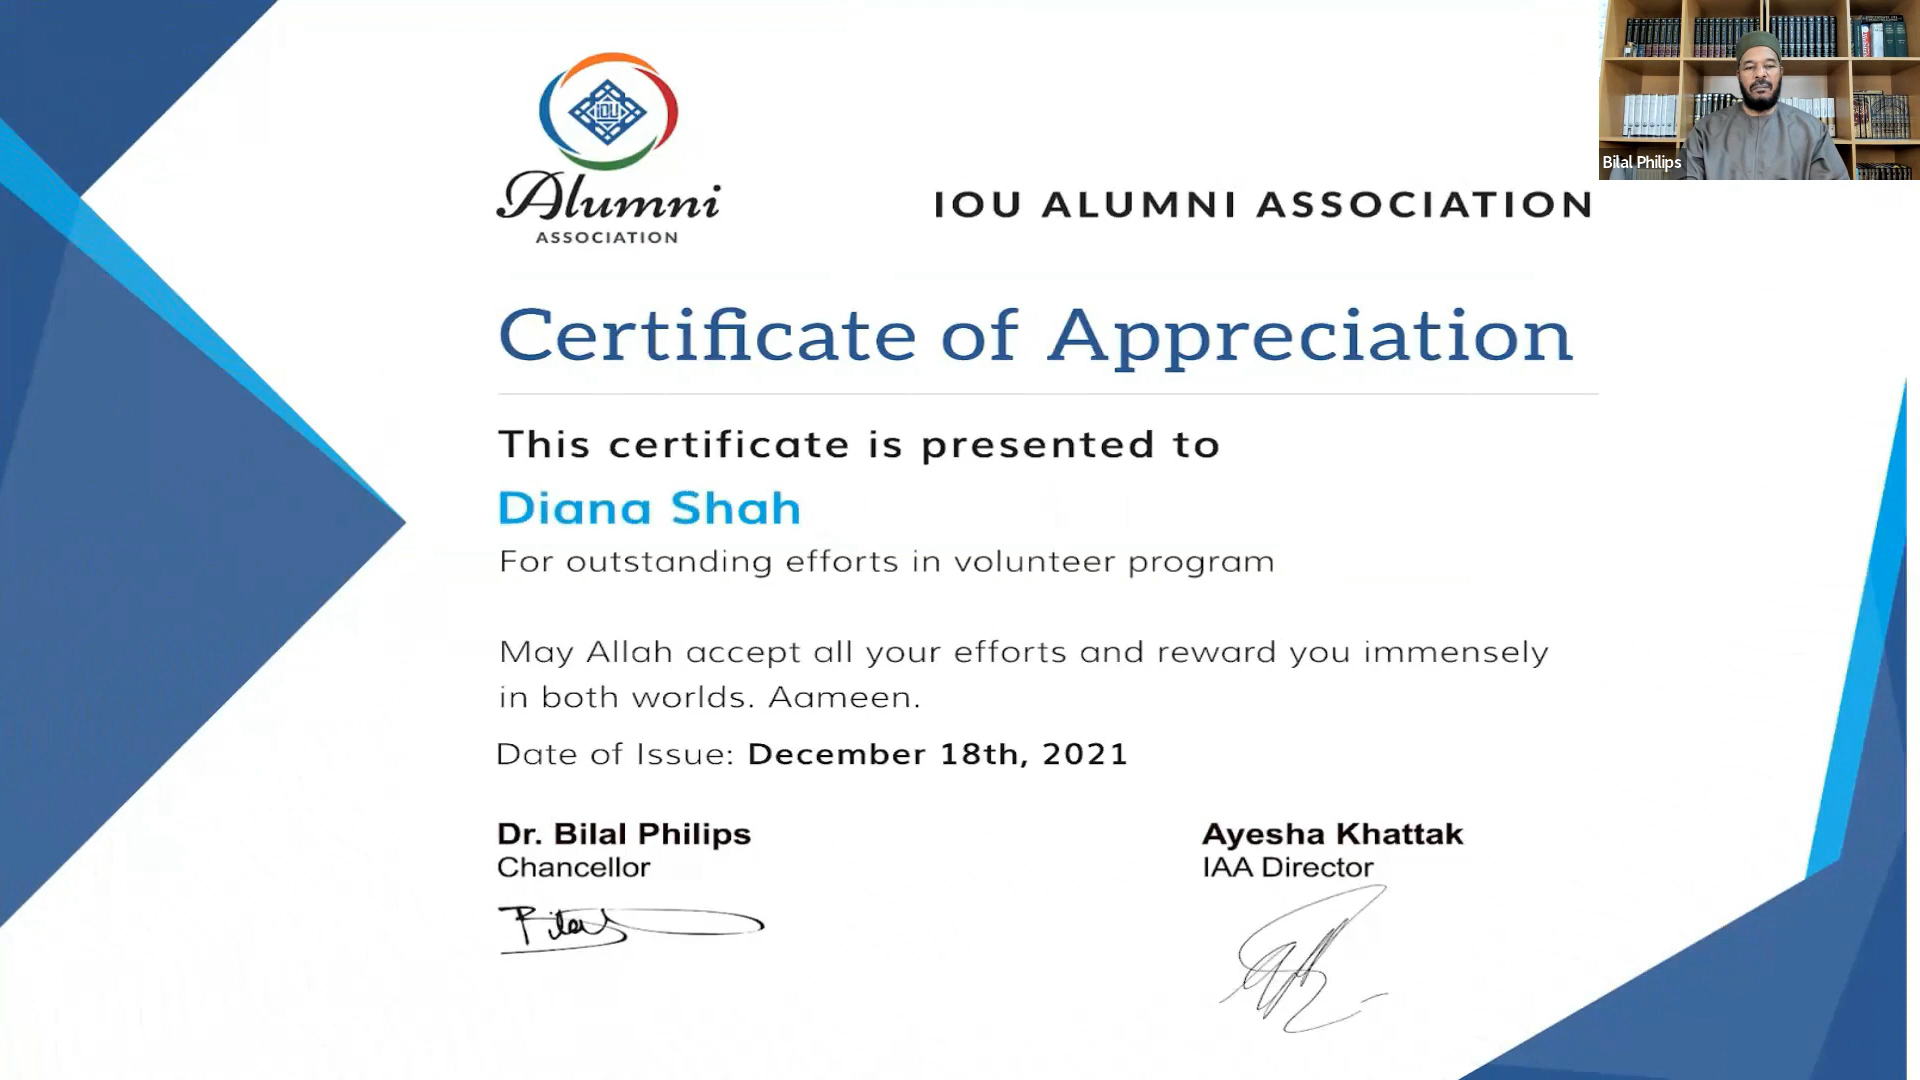 IOU
Alumni
ASSOCIATION
IOU ALUMNI ASSOCIATION
Bilal Philips
Certificate of Appreciation
This certificate is presented to
Diana Shah
For outstanding efforts in volunteer program
May Allah accept all your efforts and reward you immensely
in both worlds. Aameen.
Date of Issue: December 18th, 2021
Dr. Bilal Philips
Chancellor
Bilal
Ayesha Khattak
IAA Director